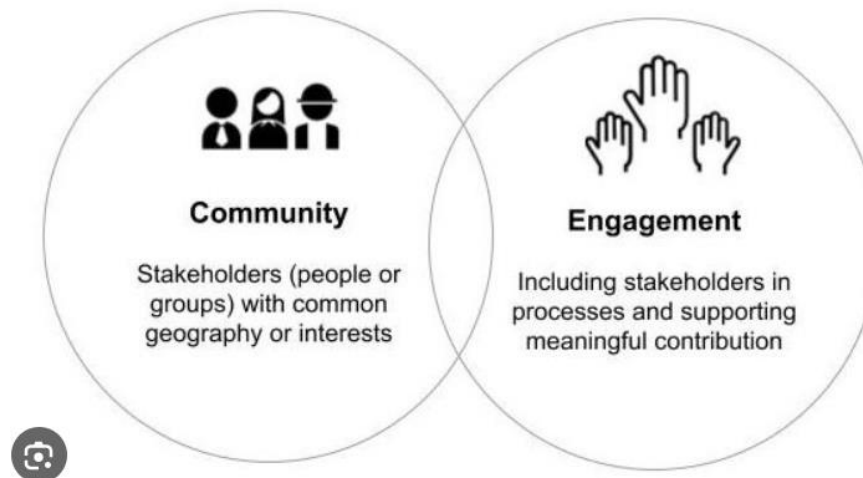 Community
Stakeholders (people or
groups) with common
geography or interests
Engagement
Including stakeholders in
processes and supporting
meaningful contribution